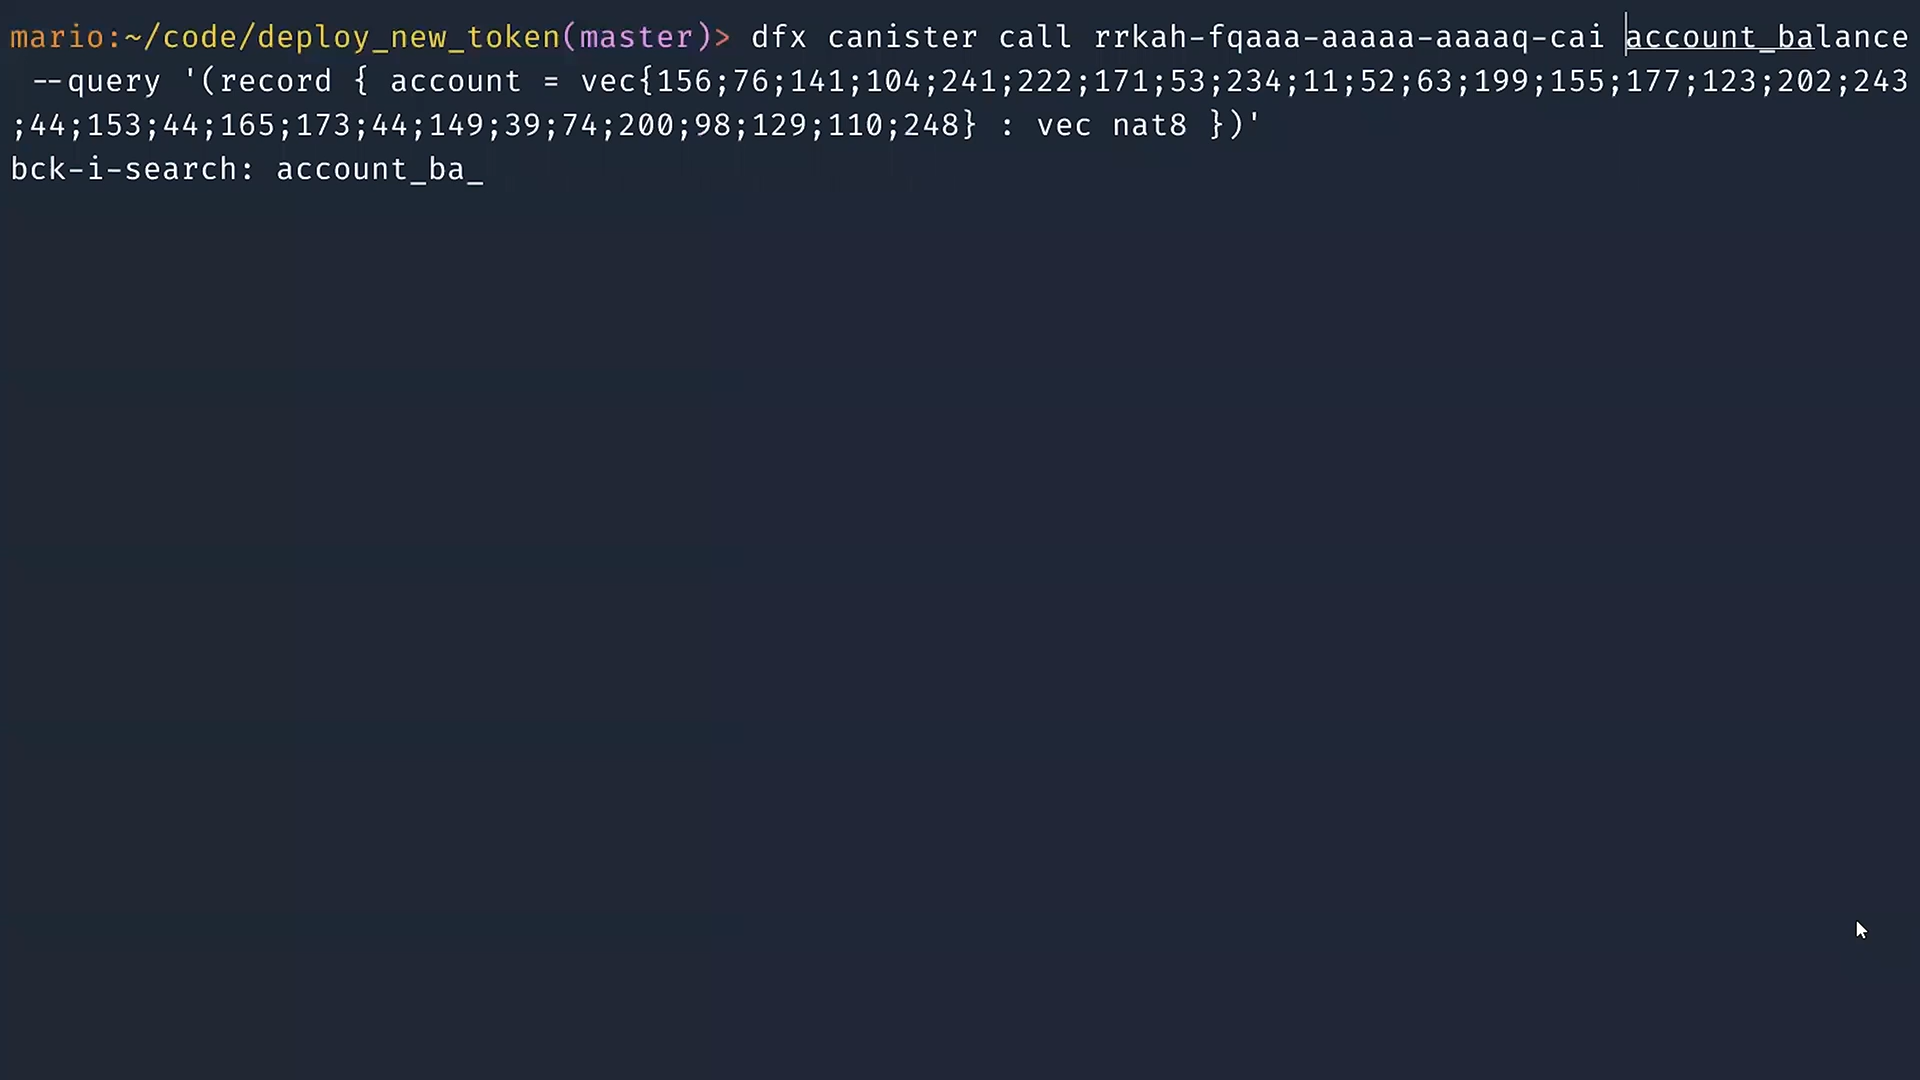 mario:~/code/deploy_new_token(master)> dfx canister call rrkah-fqaaa-aaaaa-aaaaq-cai account_balance
--query '(record { account = vec{156;76;141;104;241;222;171;53;234;11;52;63;199;155;177;123;202;243
;44;153;44;165;173;44;149;39;74;200;98;129;110;248} : vec nat8 })'
bck-i-search: account_ba_